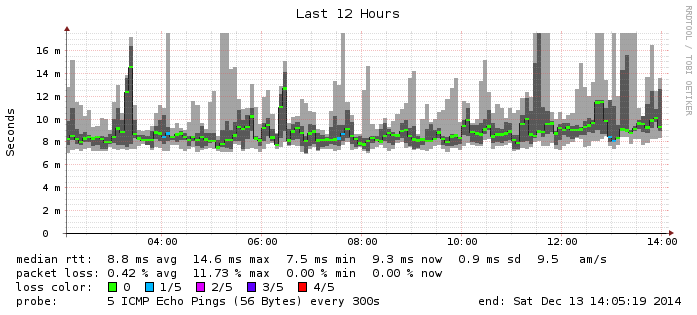 Last 12 Hours
RRDTOOL / TOBI OETIKER
Seconds
16 m
14 m
12 m
10 m
8 m
6 m
4 m
2 m
0
04:00 06:00 08:00 10:00 12:00 14:00
median rtt: 8.8 ms avg 14.6 ms max 7.5 ms min 9.3 ms now 0.9 ms sd 9.5 am/s
packet loss: 0.42 % avg 11.73 % max 0.00 % min 0.00 % now
loss color: 0 1/5 2/5 3/5 4/5
probe: 5 ICMP Echo Pings (56 Bytes) every 300s end: Sat Dec 13 14:05:19 2014